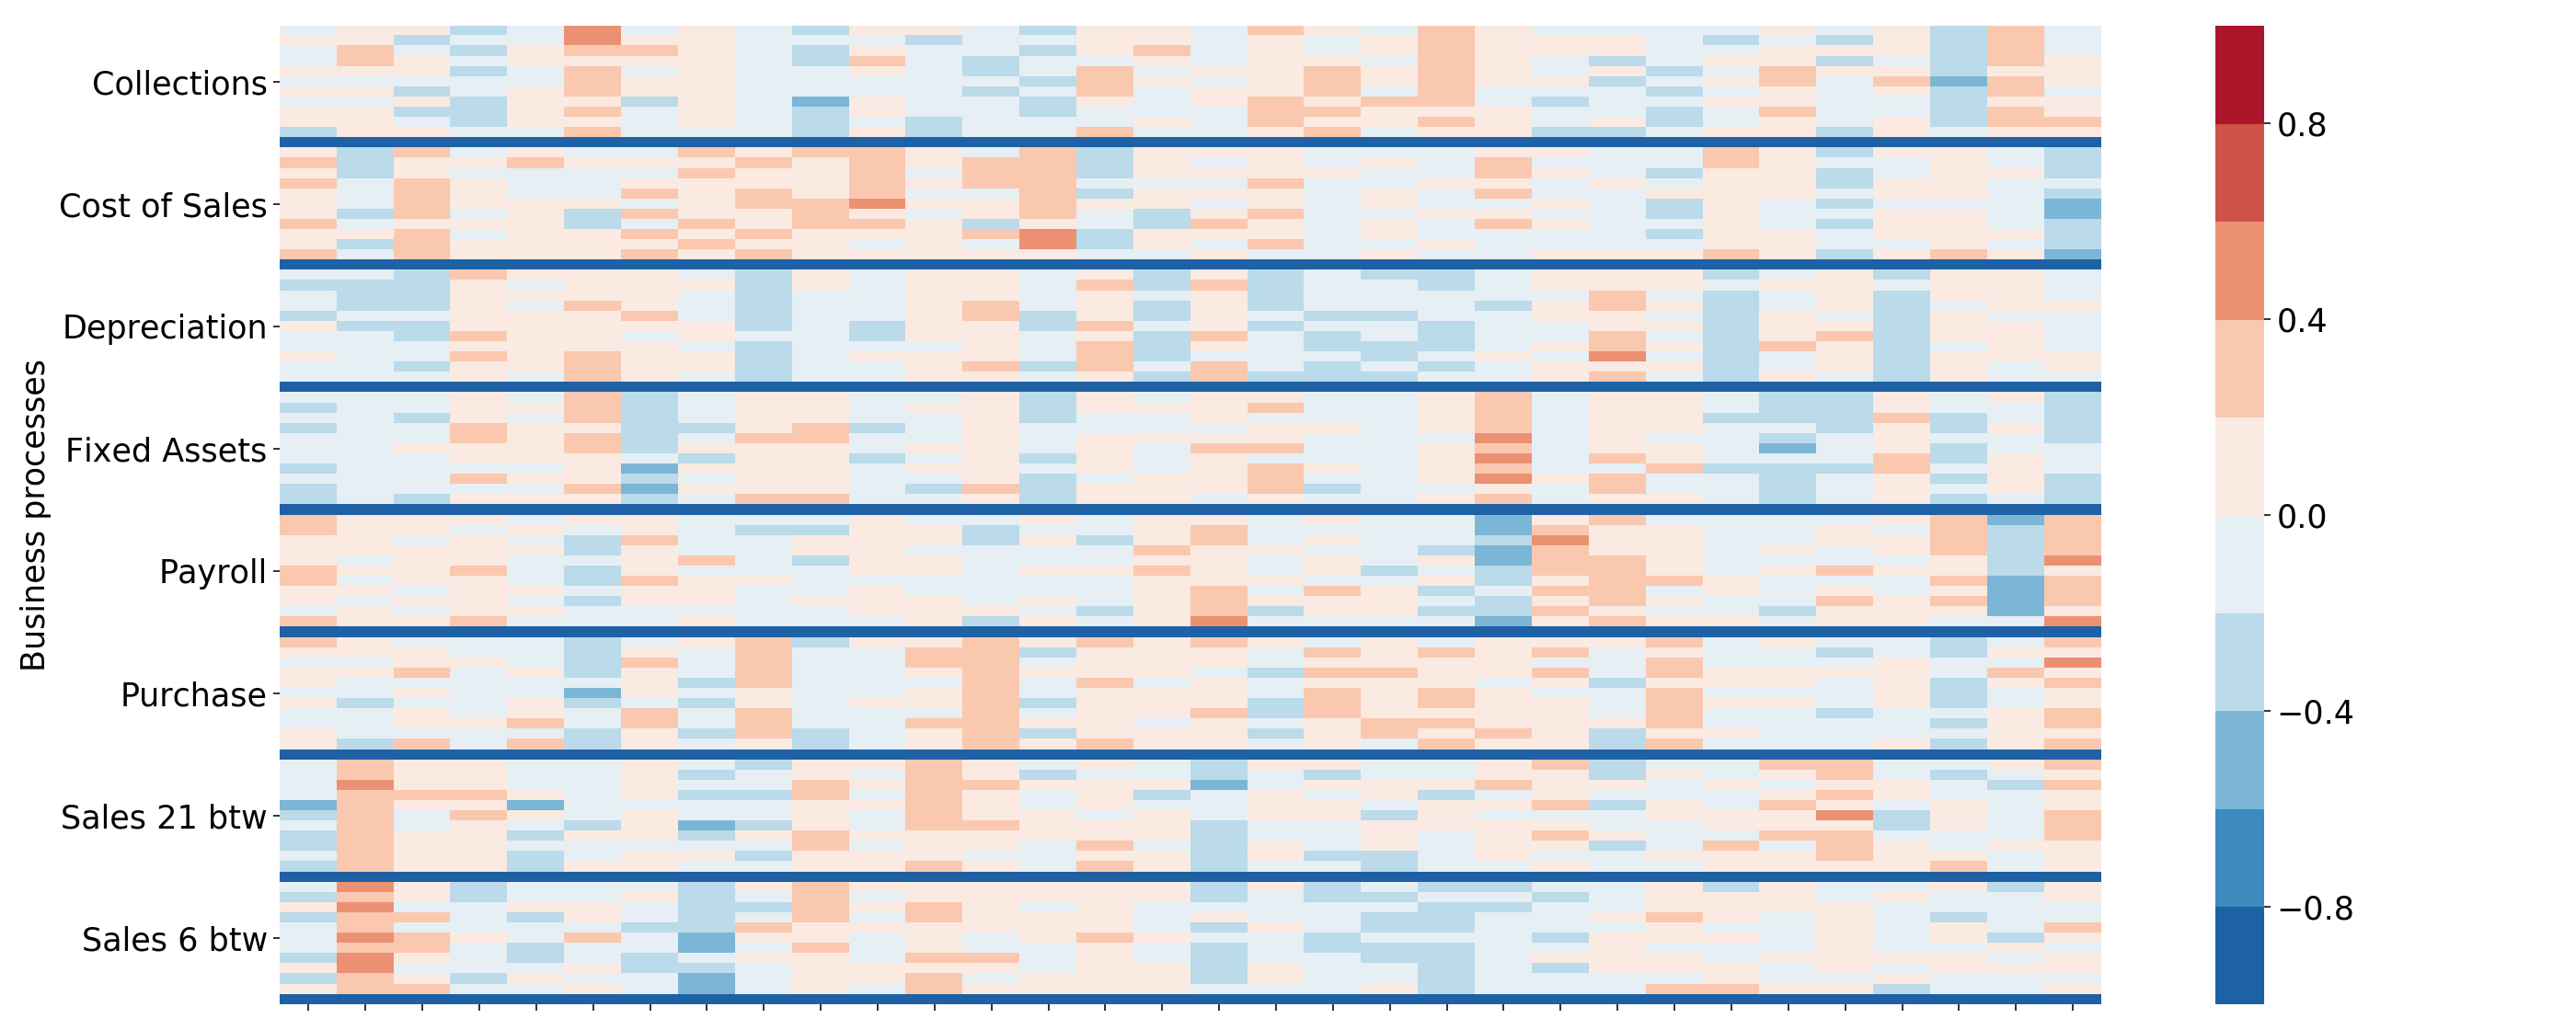 Business processes
Collections
Cost of Sales
Depreciation
Fixed Assets
Payroll
Purchase
Sales 21 btw
Sales 6 btw
0.8
0.4
0.0
−0.4
−0.8